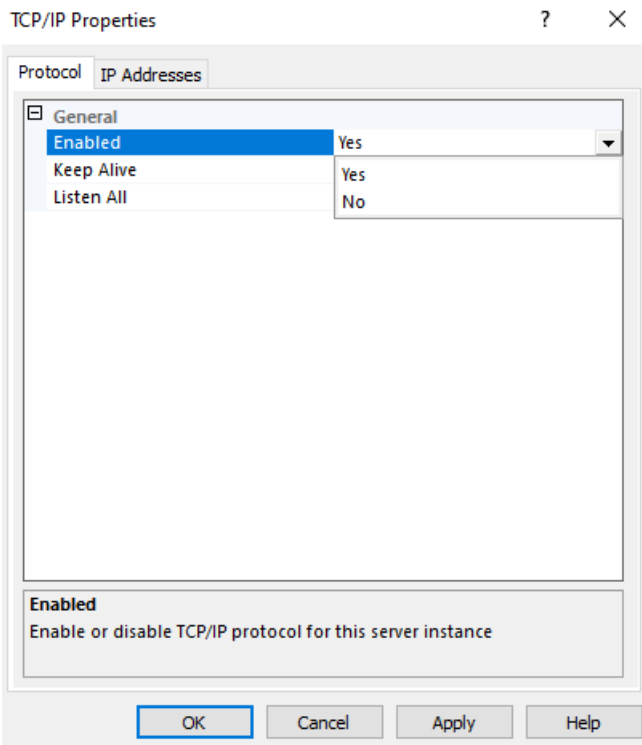 TCP/IP Properties ? ×
Protocol IP Addresses
General
Enabled Yes
Keep Alive Yes
Listen All No
Enabled
Enable or disable TCP/IP protocol for this server instance
OK Cancel Apply Help